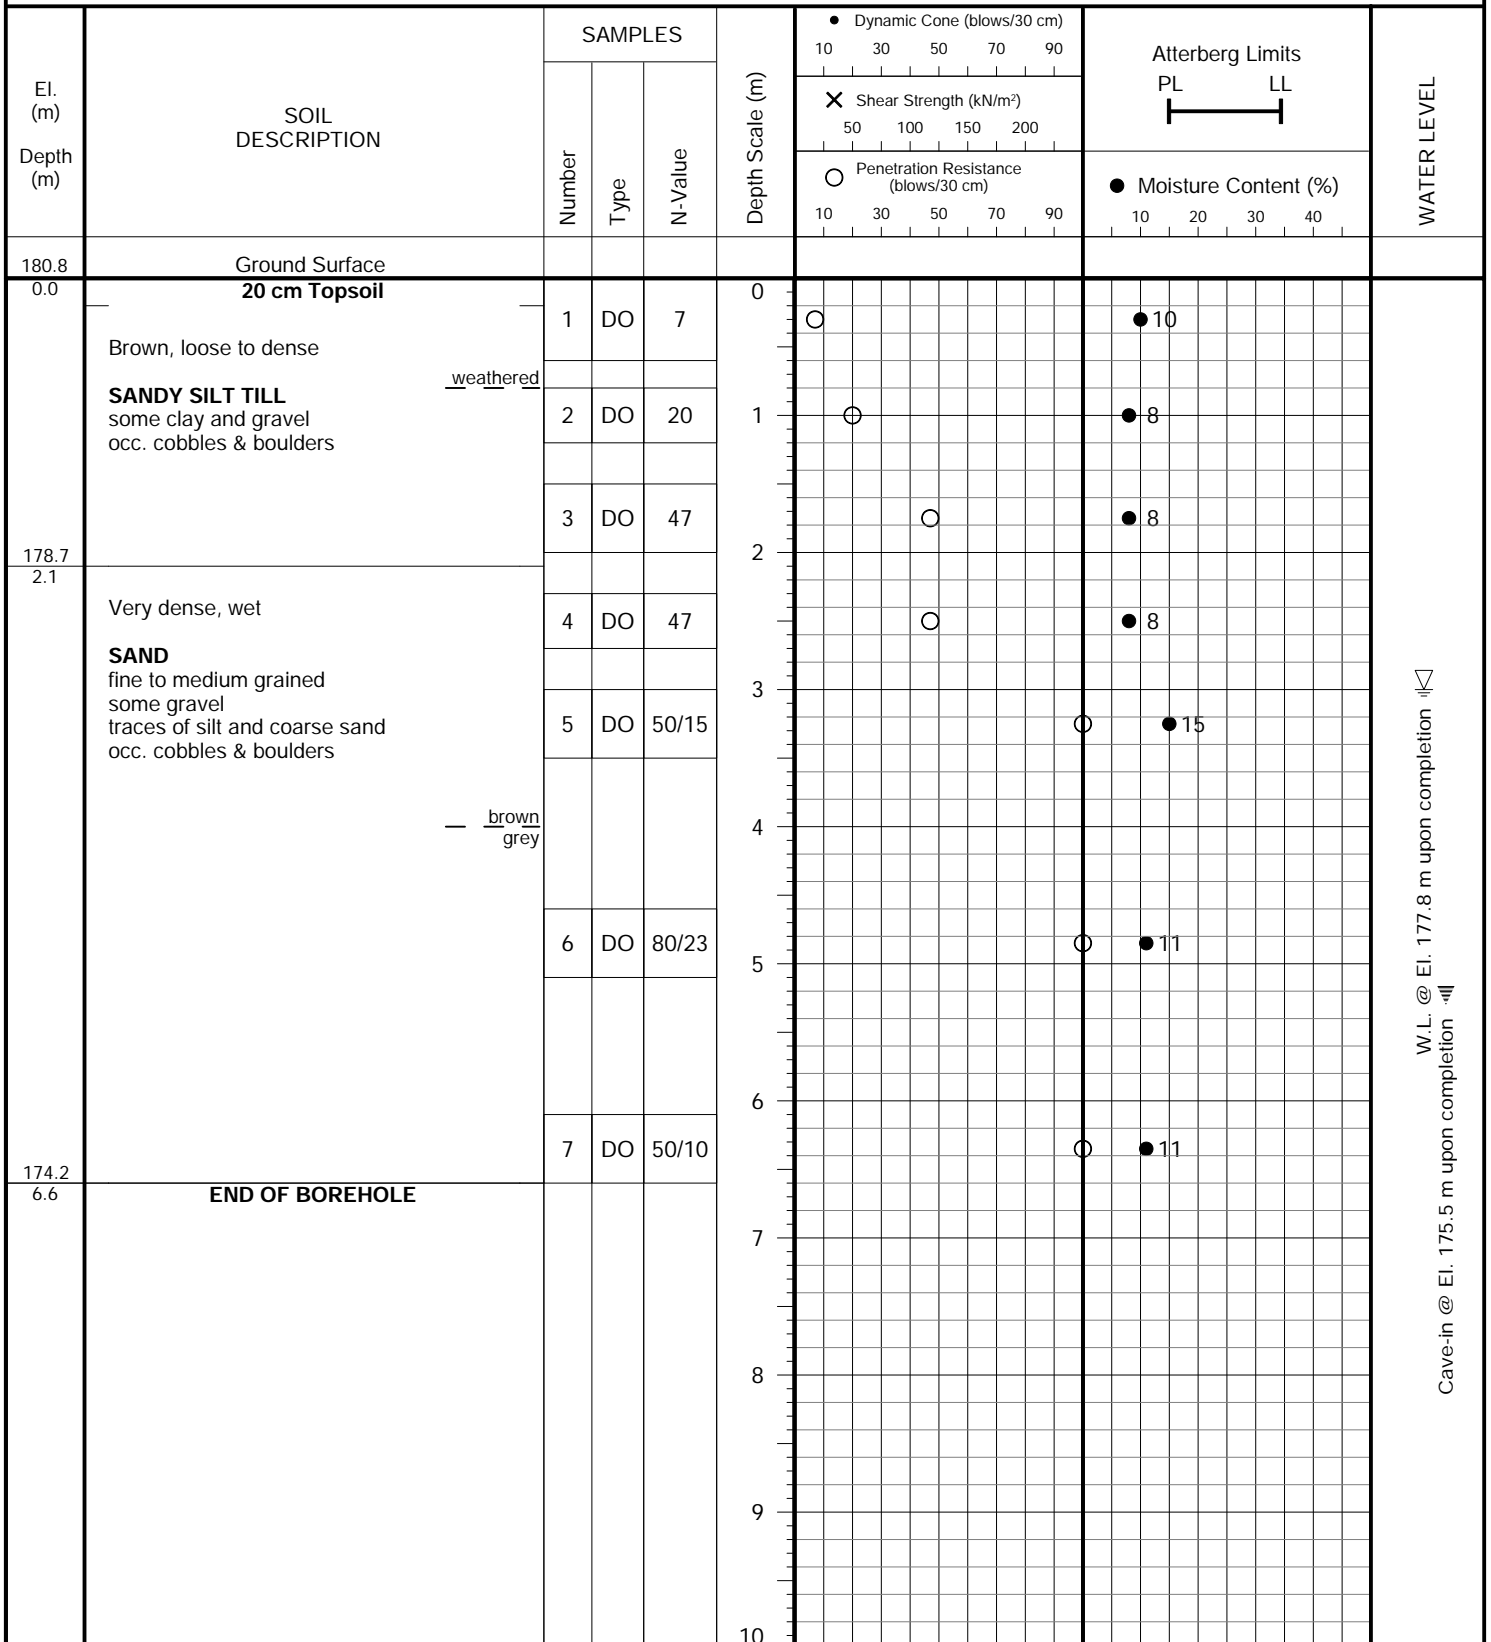 El.
(m)
Depth
(m)
SOIL
DESCRIPTION
SAMPLES
Number
Type
N-Value
Depth Scale (m)
Dynamic Cone (blows/30 cm)
10 30 50 70 90
Shear Strength (kN/m²)
50 100 150 200
Penetration Resistance
(blows/30 cm)
10 30 50 70 90
Atterberg Limits
PL LL
Moisture Content (%)
10 20 30 40
WATER LEVEL
180.8 Ground Surface
0.0 20 cm Topsoil 0
1 DO 7 10
Brown, loose to dense
weathered
SANDY SILT TILL
some clay and gravel
occ. cobbles & boulders
2 DO 20 1 8
3 DO 47 8
178.7
2
2.1
Very dense, wet
4 DO 47 8
SAND
fine to medium grained
some gravel
traces of silt and coarse sand
occ. cobbles & boulders
3
5 DO 50/15 15
brown
grey
4
6 DO 80/23 11
5
6
7 DO 50/10 11
174.2
6.6 END OF BOREHOLE
7
8
9
10
W.L. @ El. 177.8 m upon completion
Cave-in @ El. 175.5 m upon completion